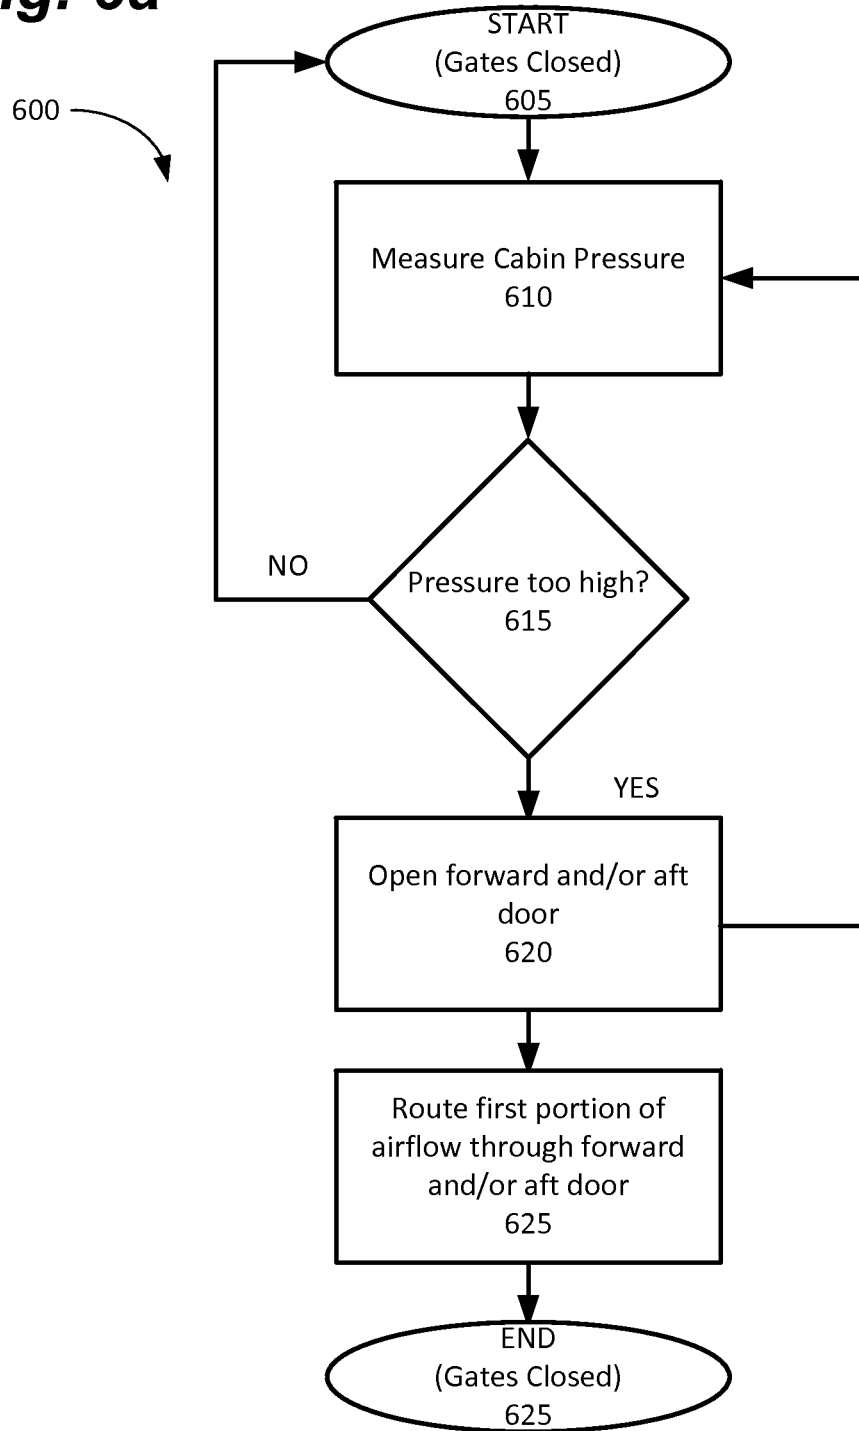 START
(Gates Closed)
605
600
Measure Cabin Pressure
610
NO
Pressure too high?
615
YES
Open forward and/or aft
door
620
Route first portion of
airflow through forward
and/or aft door
625
END
(Gates Closed)
625